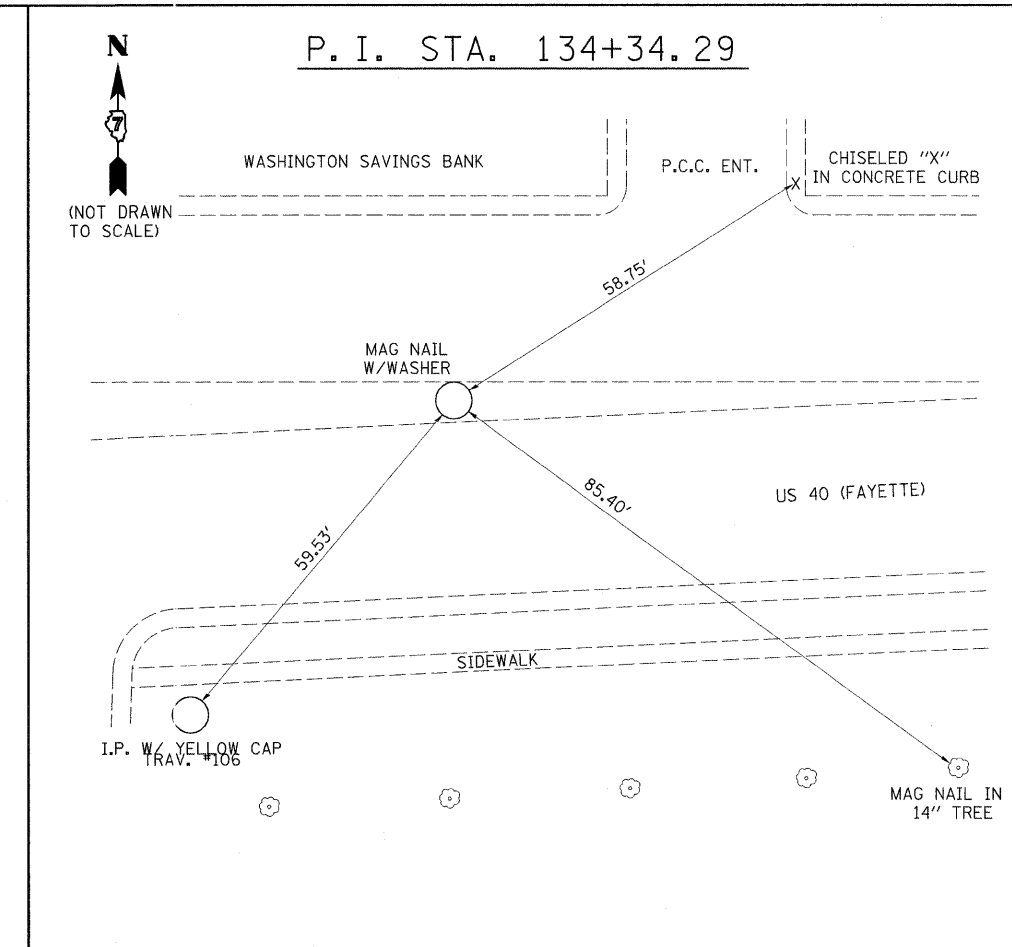 N
P. I. STA. 134+34.29
7
(NOT DRAWN
TO SCALE)
WASHINGTON SAVINGS BANK
P.C.C. ENT.
CHISELED "X"
IN CONCRETE CURB
X
58.75'
MAG NAIL
W/WASHER
85.40'
US 40 (FAYETTE)
59.53'
SIDEWALK
I.P. W/ YELLOW CAP
TRAV. #106
MAG NAIL IN
14" TREE